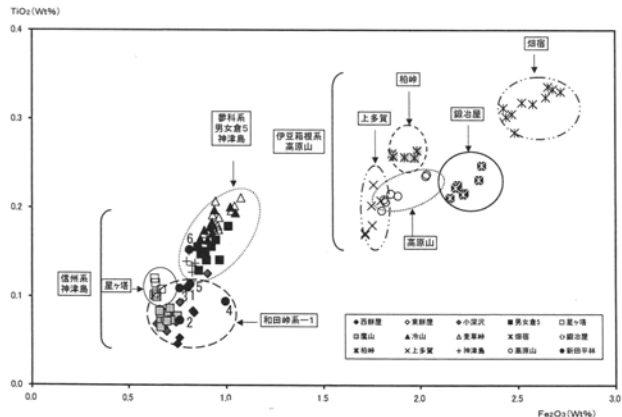 TiO₂(Wt%)
0.4
0.3
0.2
0.1
0.0
0.0
0.5
1.0
1.5
2.0
2.5
3.0
Fe₂O₃(Wt%)
畑宿
柏峠
上多賀
鍛冶屋
伊豆箱根系
高原山
高原山
蓼科系
男女倉5
神津島
信州系
神津島
星ヶ塔
和田峠系ー1
6
5
3
1
2
4
◆西餅屋
◇東餅屋
◆小深沢
■男女倉5
□星ヶ塔
鷹山
▲冷山
△麦草峠
畑宿
鍛冶屋
柏峠
×上多賀
+神津島
○高原山
●新田平林